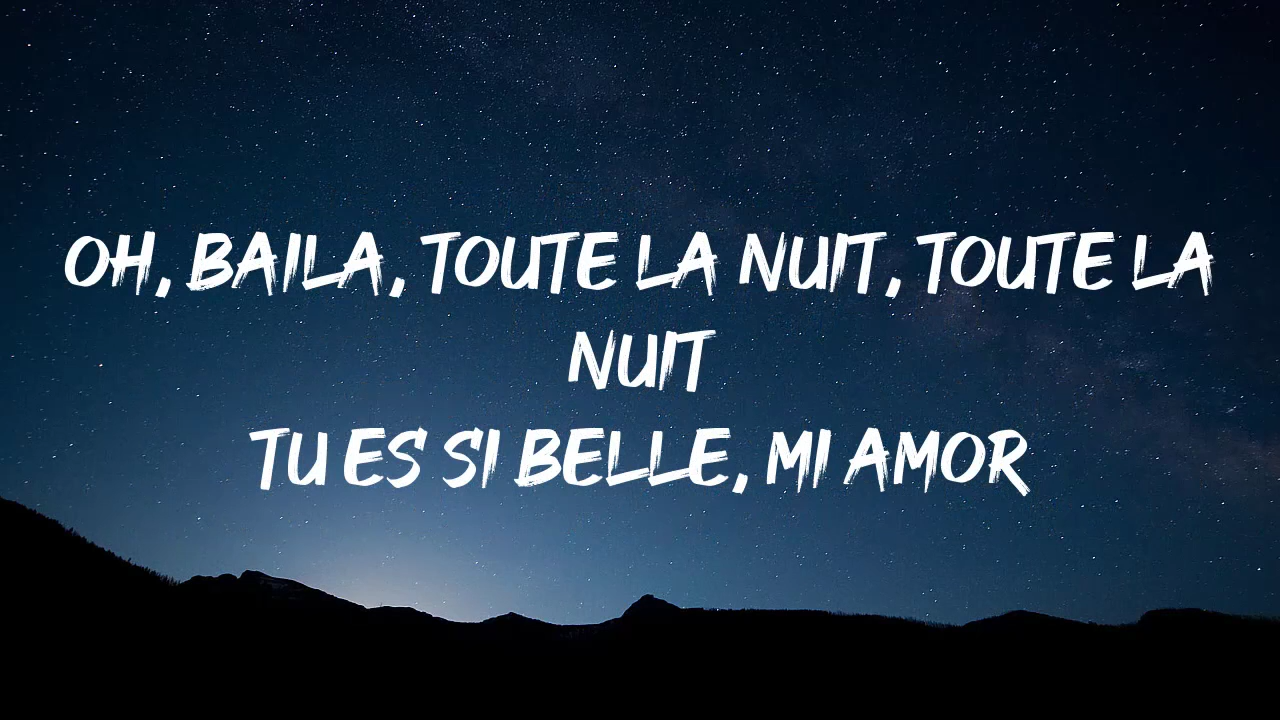 OH, BAILA, TOUTE LA NUIT, TOUTE LA
NUIT
TU ES SI BELLE, MI AMOR